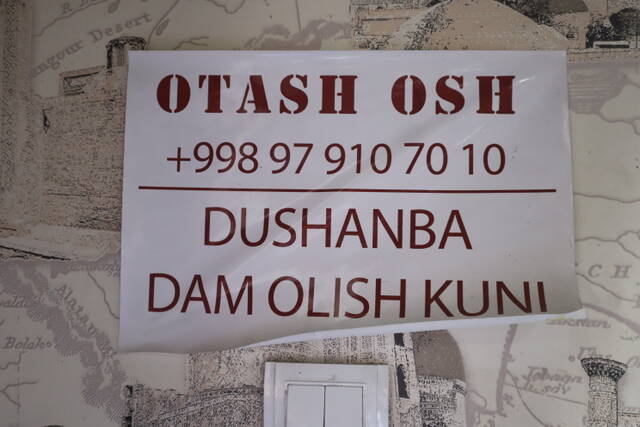 OTASH OSH
+998 97 910 70 10
DUSHANBA
DAM OLISH KUNI